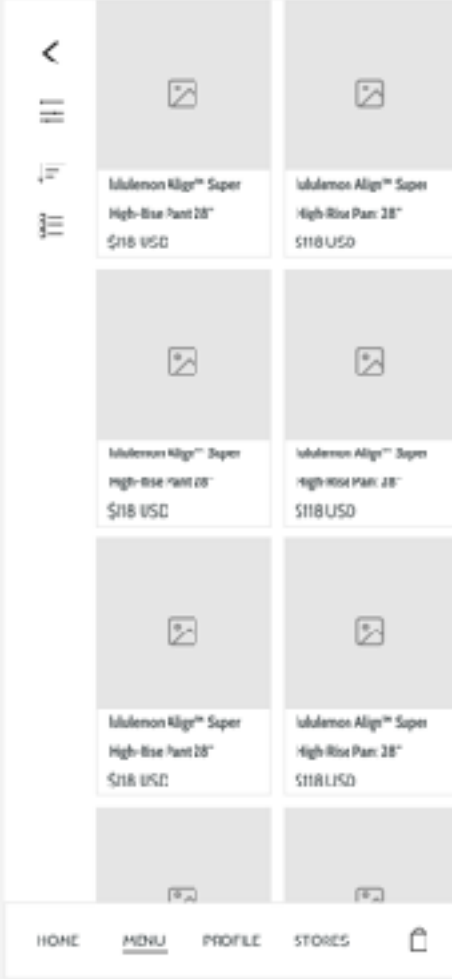 lululemon Align™ Super
High-Rise Pant 28"
$118 USD
lululemon Align™ Super
High-Rise Pant 28"
$118 USD
lululemon Align™ Super
High-Rise Pant 28"
$118 USD
lululemon Align™ Super
High-Rise Pant 28"
$118 USD
lululemon Align™ Super
High-Rise Pant 28"
$118 USD
lululemon Align™ Super
High-Rise Pant 28"
$118 USD
HOME MENU PROFILE STORES